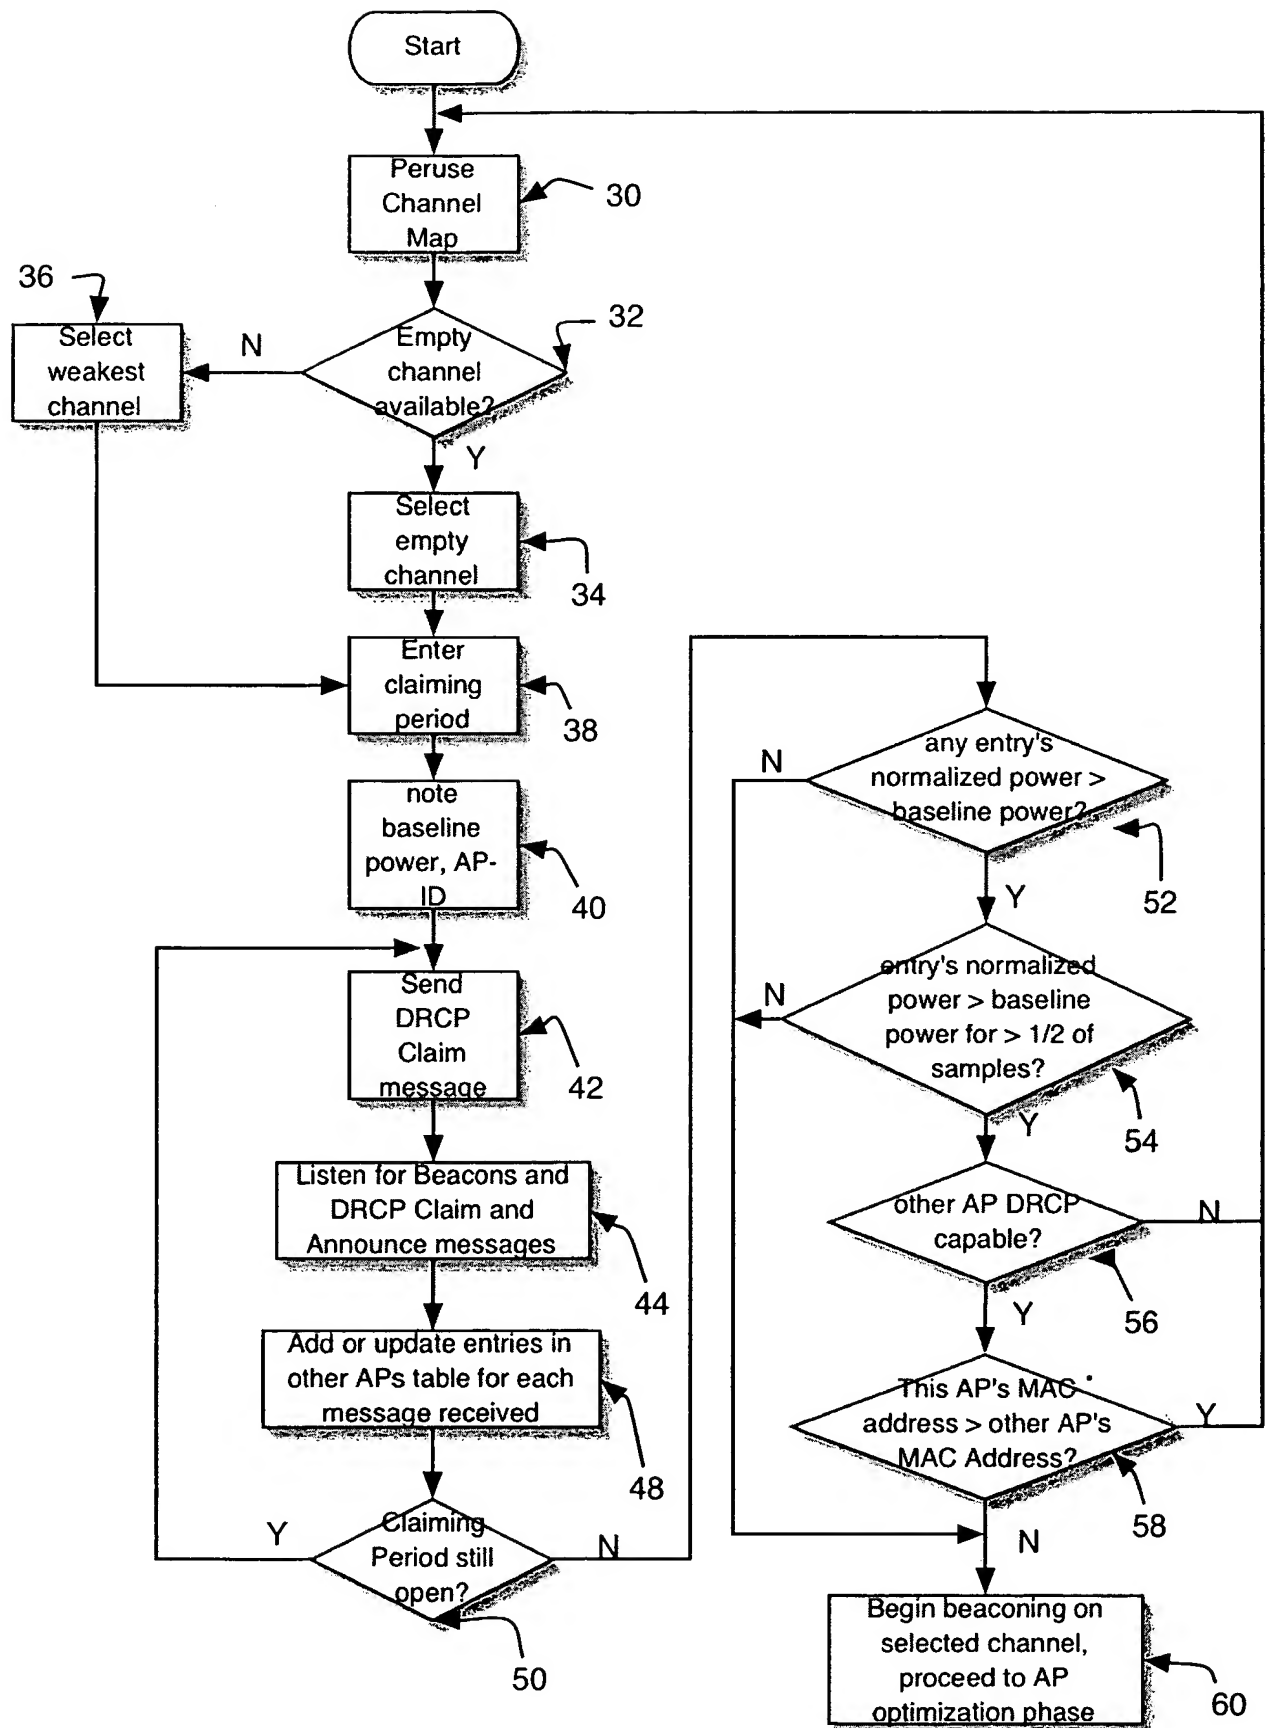 Start
Peruse
Channel
Map
30
36
32
Select
weakest
channel
N
Empty
channel
available?
Y
Select
empty
channel
34
Enter
claiming
period
38
note
baseline
power, AP-
ID
40
Send
DRCP
Claim
message
42
Listen for Beacons and
DRCP Claim and
Announce messages
44
Add or update entries in
other APs table for each
message received
48
Y
Claiming
Period still
open?
N
50
any entry's
normalized power >
baseline power?
N
52
Y
entry's normalized
power > baseline
power for > 1/2 of
samples?
N
54
Y
other AP DRCP
capable?
N
56
Y
This AP's MAC
address > other AP's
MAC Address?
Y
58
N
Begin beaconing on
selected channel,
proceed to AP
optimization phase
60